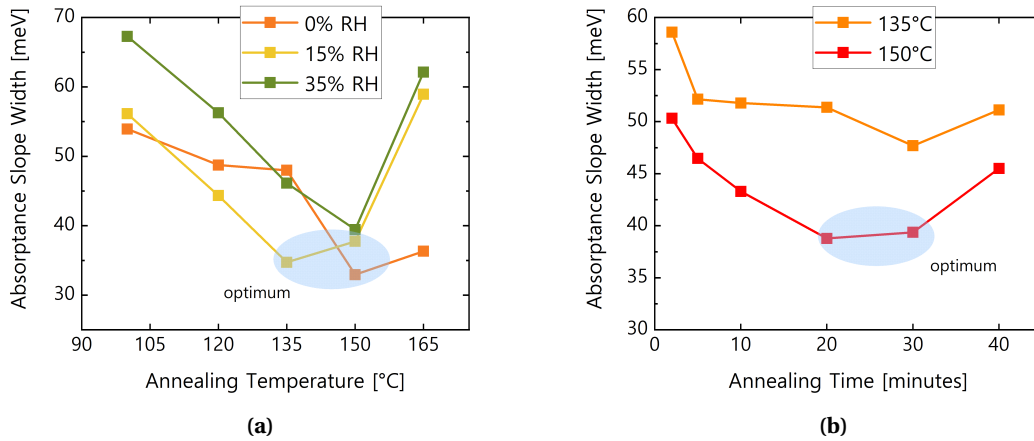 70
60
50
40
30
90
105
120
135
150
165
Absorptance Slope Width [meV]
Annealing Temperature [°C]
0% RH
15% RH
35% RH
optimum
(a)
60
55
50
45
40
35
30
0
10
20
30
40
Absorptance Slope Width [meV]
Annealing Time [minutes]
135°C
150°C
optimum
(b)